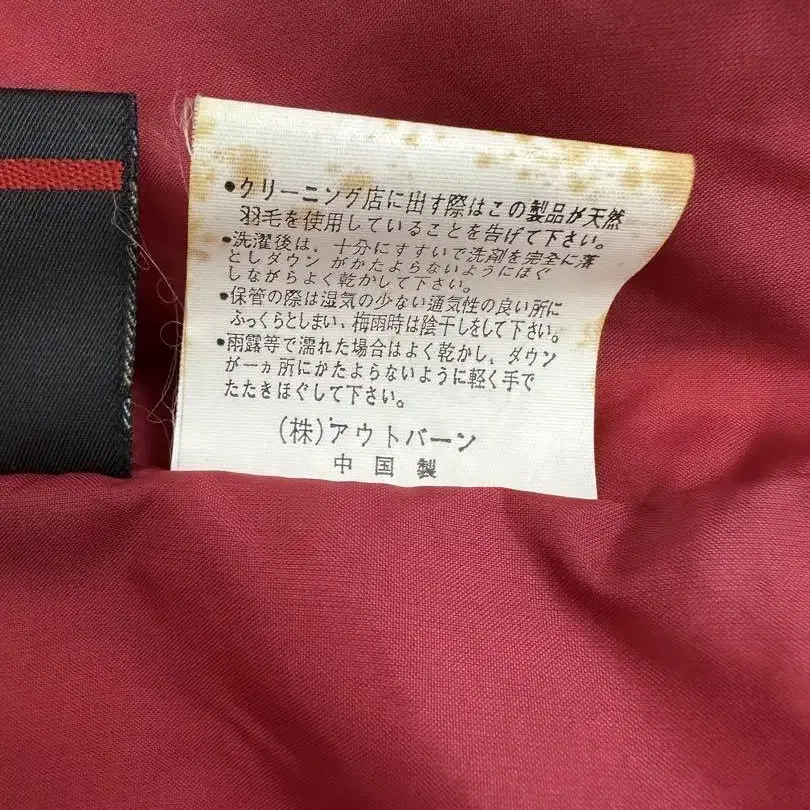 •クリーニング店に出す際はこの製品が天然
羽毛を使用していることを告げて下さい。
•洗濯後は、十分にすすいで洗剤を完全に落
としダウンがかたよらないようにほぐ
しながらよく乾かして下さい。
•保管の際は湿気の少ない通気性の良い所に
ふっくらとしまい、梅雨時は陰干しをして下さい。
•雨露等で濡れた場合はよく乾かし、ダウン
が一ヵ所にかたよらないように軽く手で
たたきほぐして下さい。
(株)アウトバーン
中国製